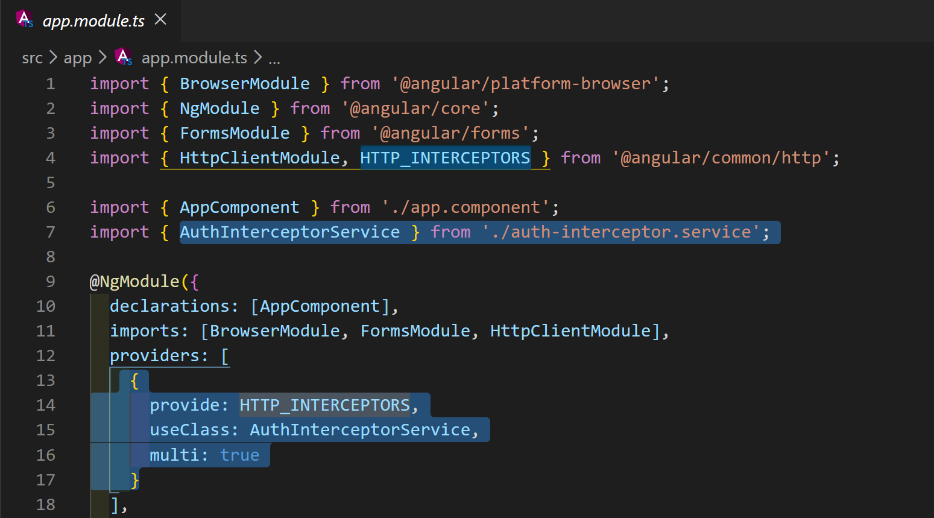 app.module.ts
src > app > app.module.ts > ...
1 import { BrowserModule } from '@angular/platform-browser';
2 import { NgModule } from '@angular/core';
3 import { FormsModule } from '@angular/forms';
4 import { HttpClientModule, HTTP_INTERCEPTORS } from '@angular/common/http';
5
6 import { AppComponent } from './app.component';
7 import { AuthInterceptorService } from './auth-interceptor.service';
8
9 @NgModule({
10   declarations: [AppComponent],
11   imports: [BrowserModule, FormsModule, HttpClientModule],
12   providers: [
13     {
14       provide: HTTP_INTERCEPTORS,
15       useClass: AuthInterceptorService,
16       multi: true
17     }
18   ],